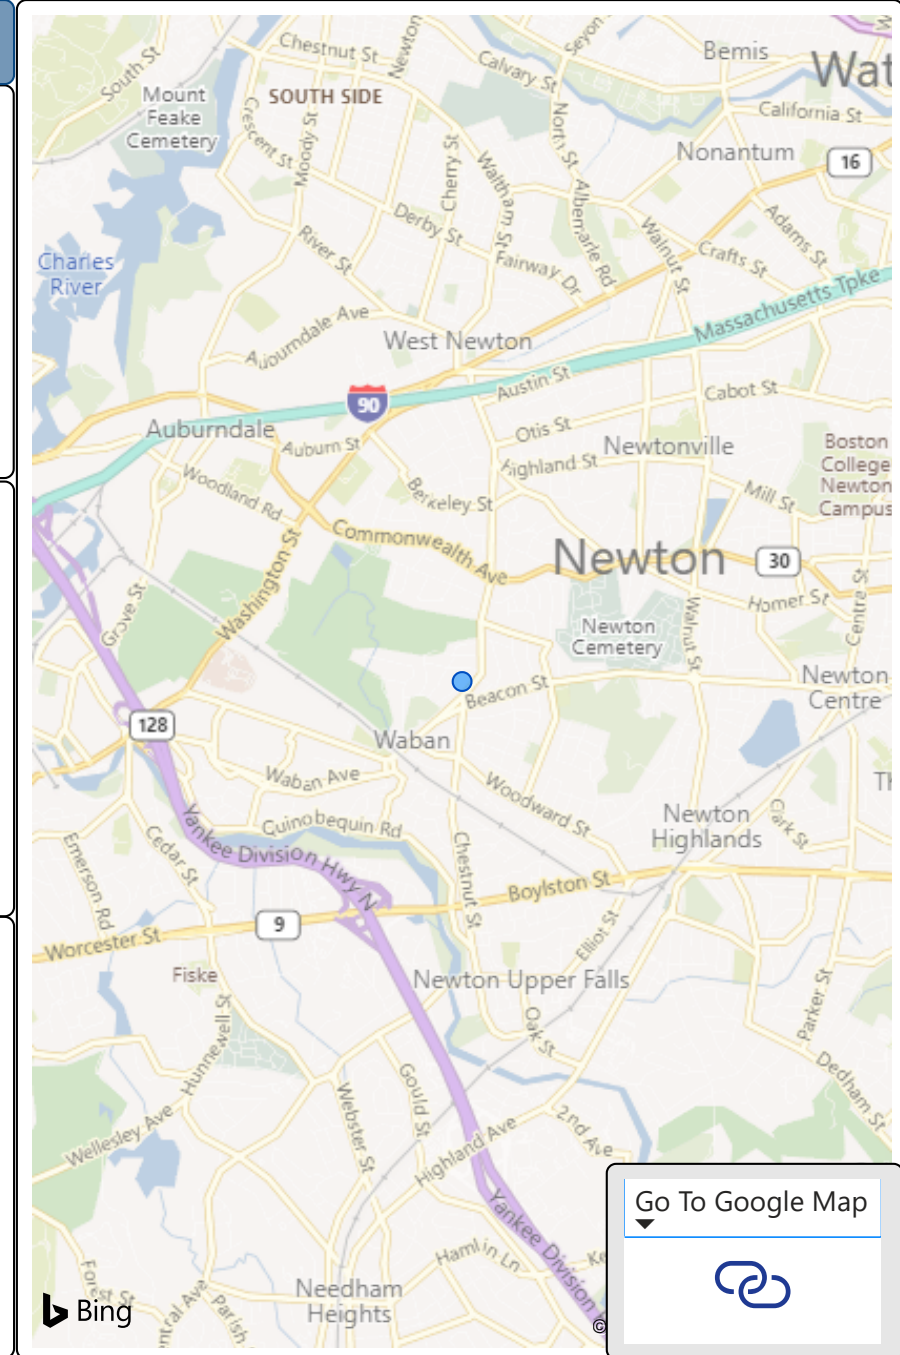 Chestnut St
Newton
Seyon
Bemis
South St
Calvary St
Wat
Mount
Feake
Cemetery
SOUTH SIDE
California St
Crescent St
Moody St
Cherry St
North St
Nonantum
16
Waltham St
Albemarle Rd
Derby St
Walnut St
Adams St
Charles
River
River St
Fairway Dr
Crafts St
Massachusetts Tpke
Auburndale Ave
West Newton
90
Austin St
Cabot St
Auburndale
Auburn St
Otis St
Newtonville
Boston
College
Newton
Campus
Highland St
Woodland Rd
Berkeley St
Mill St
Commonwealth Ave
Newton
30
Washington St
Grove St
Homer St
Centre St
Newton
Cemetery
Walnut St
Newton
Centre
Beacon St
128
Waban
Waban Ave
Woodward St
Newton
Highlands
Th
Clark St
Quinobequin Rd
Yankee Division Hwy N
Cedar St
Emerson Rd
Chestnut St
Boylston St
9
Worcester St
Elliot St
Fiske
Newton Upper Falls
Parker St
Hunnewell St
Oak St
Dedham St
Gould St
Webster St
Wellesley Ave
Highland Ave
2nd Ave
Go To Google Map
Yankee Division
Hamlin Ln
Ke
Forest St
Needham
Heights
entral Ave
Parish
Bing
©